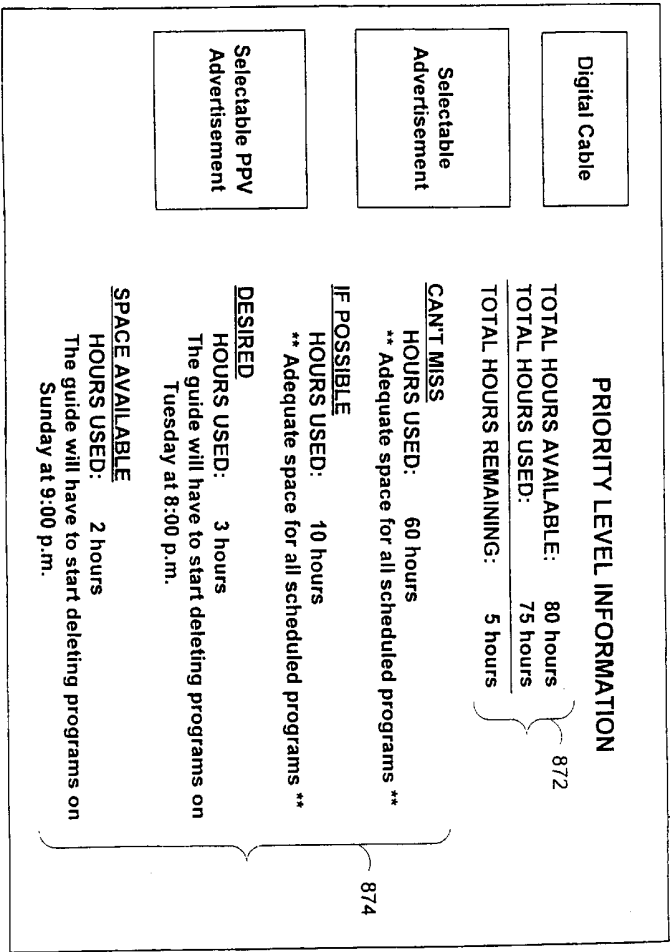 PRIORITY LEVEL INFORMATION
Digital Cable
Selectable
Advertisement
Selectable PPV
Advertisement
TOTAL HOURS AVAILABLE: 80 hours
TOTAL HOURS USED: 75 hours
TOTAL HOURS REMAINING: 5 hours
872
CAN'T MISS
HOURS USED: 60 hours
** Adequate space for all scheduled programs **
IF POSSIBLE
HOURS USED: 10 hours
** Adequate space for all scheduled programs **
DESIRED
HOURS USED: 3 hours
The guide will have to start deleting programs on
Tuesday at 8:00 p.m.
SPACE AVAILABLE
HOURS USED: 2 hours
The guide will have to start deleting programs on
Sunday at 9:00 p.m.
874